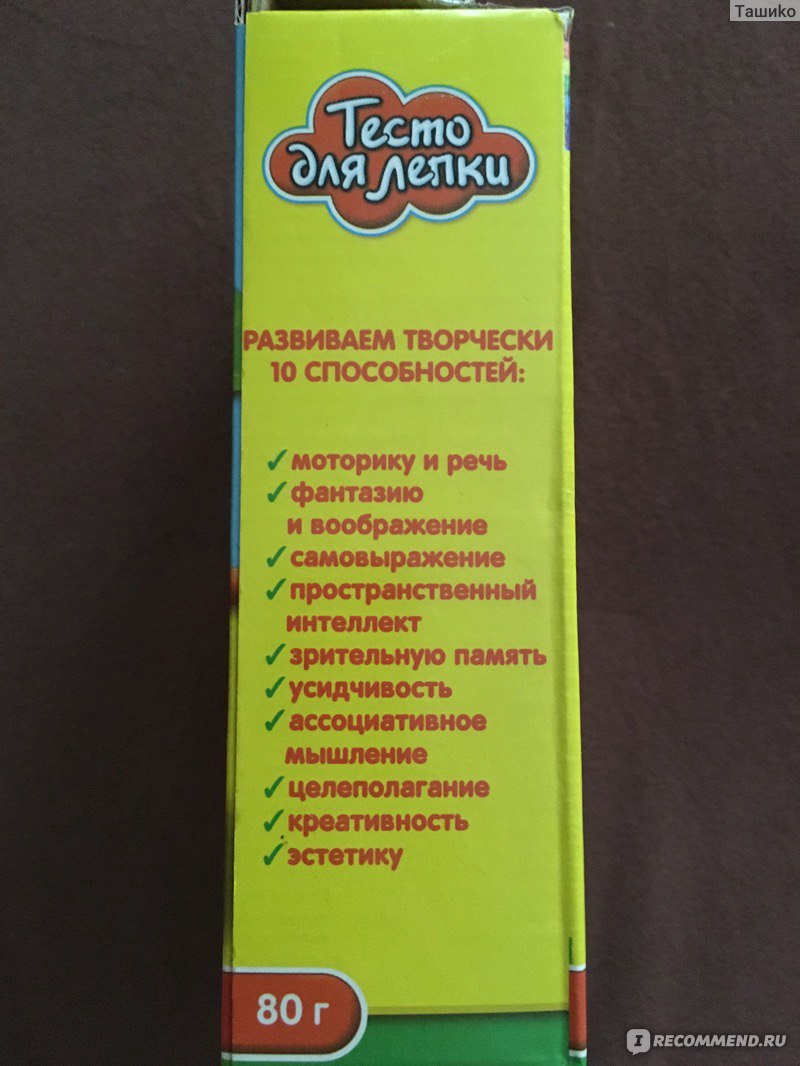 Ташико
Тесто
для лепки
РАЗВИВАЕМ ТВОРЧЕСКИ
10 СПОСОБНОСТЕЙ:
✓моторику и речь
✓фантазию
и воображение
✓самовыражение
✓пространственный
интеллект
✓зрительную память
✓усидчивость
✓ассоциативное
мышление
✓целеполагание
✓креативность
✓эстетику
80 г
I RECOMMEND.RU